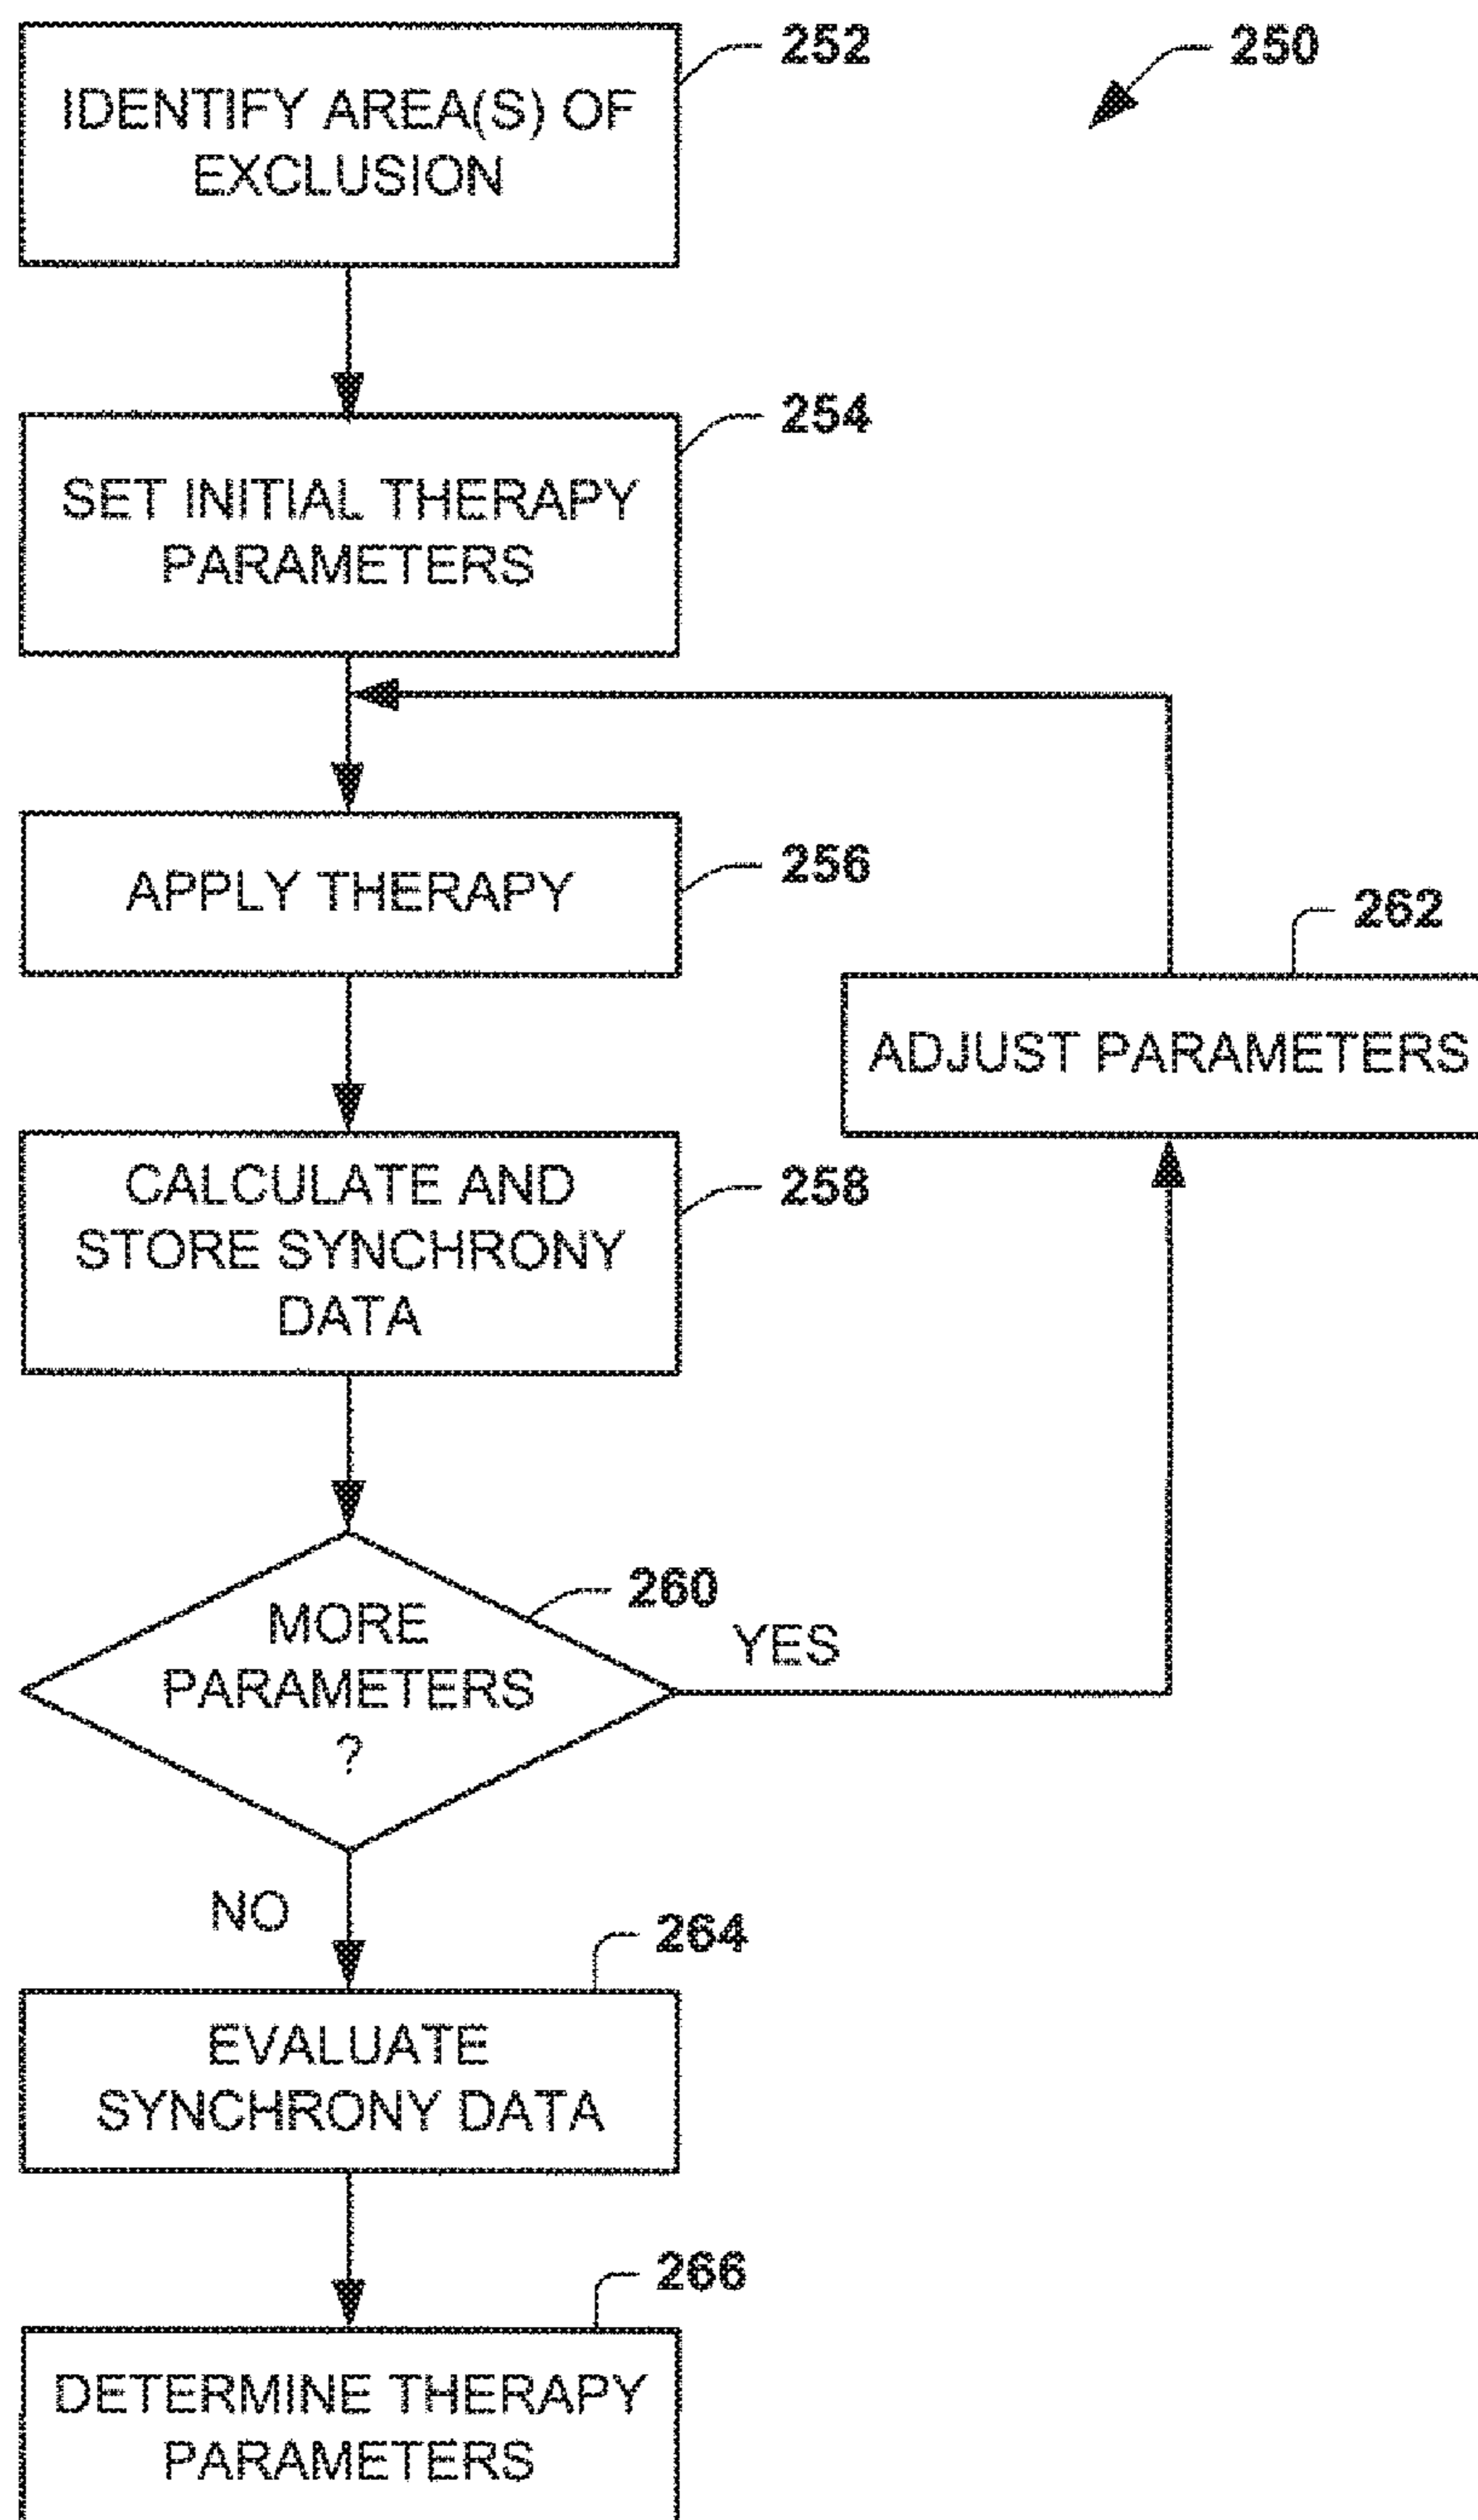 252
250
IDENTIFY AREA(S) OF
EXCLUSION
254
SET INITIAL THERAPY
PARAMETERS
256
APPLY THERAPY
262
ADJUST PARAMETERS
258
CALCULATE AND
STORE SYNCHRONY
DATA
260
MORE
PARAMETERS
?
YES
NO
264
EVALUATE
SYNCHRONY DATA
266
DETERMINE THERAPY
PARAMETERS